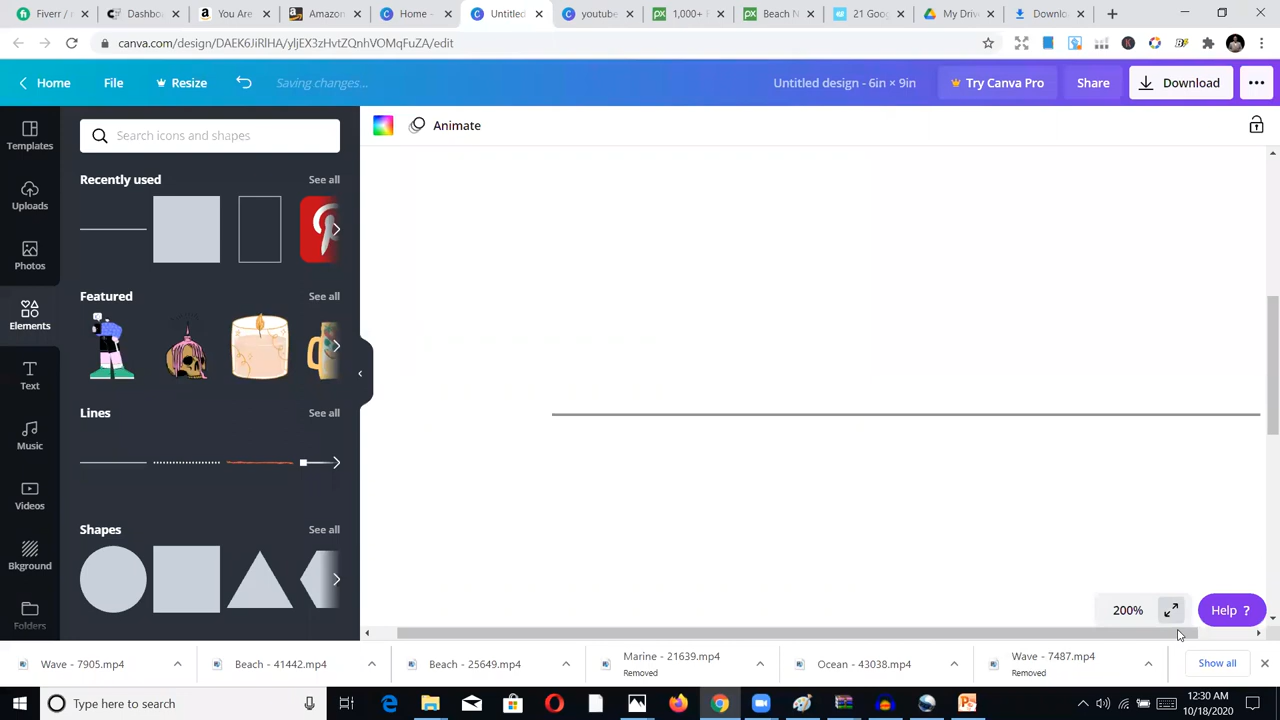 Fiverr /
Dashbo
You Are
Amazon
Home -
Untitled
youtube
1,000+ F
Beach N
21 Good
My Drive
Downlo
canva.com/design/DAEK6JiRlHA/yljEX3zHvtZQnhVOMqFuZA/edit
Home
File
Resize
Saving changes...
Untitled design - 6in × 9in
Try Canva Pro
Share
Download
Templates
Uploads
Photos
Elements
Text
Music
Videos
Bkground
Folders
Search icons and shapes
Animate
Recently used
See all
Featured
See all
Lines
See all
Shapes
See all
200%
Help ?
Wave - 7905.mp4
Beach - 41442.mp4
Beach - 25649.mp4
Marine - 21639.mp4
Removed
Ocean - 43038.mp4
Wave - 7487.mp4
Removed
Show all
Type here to search
12:30 AM
10/18/2020